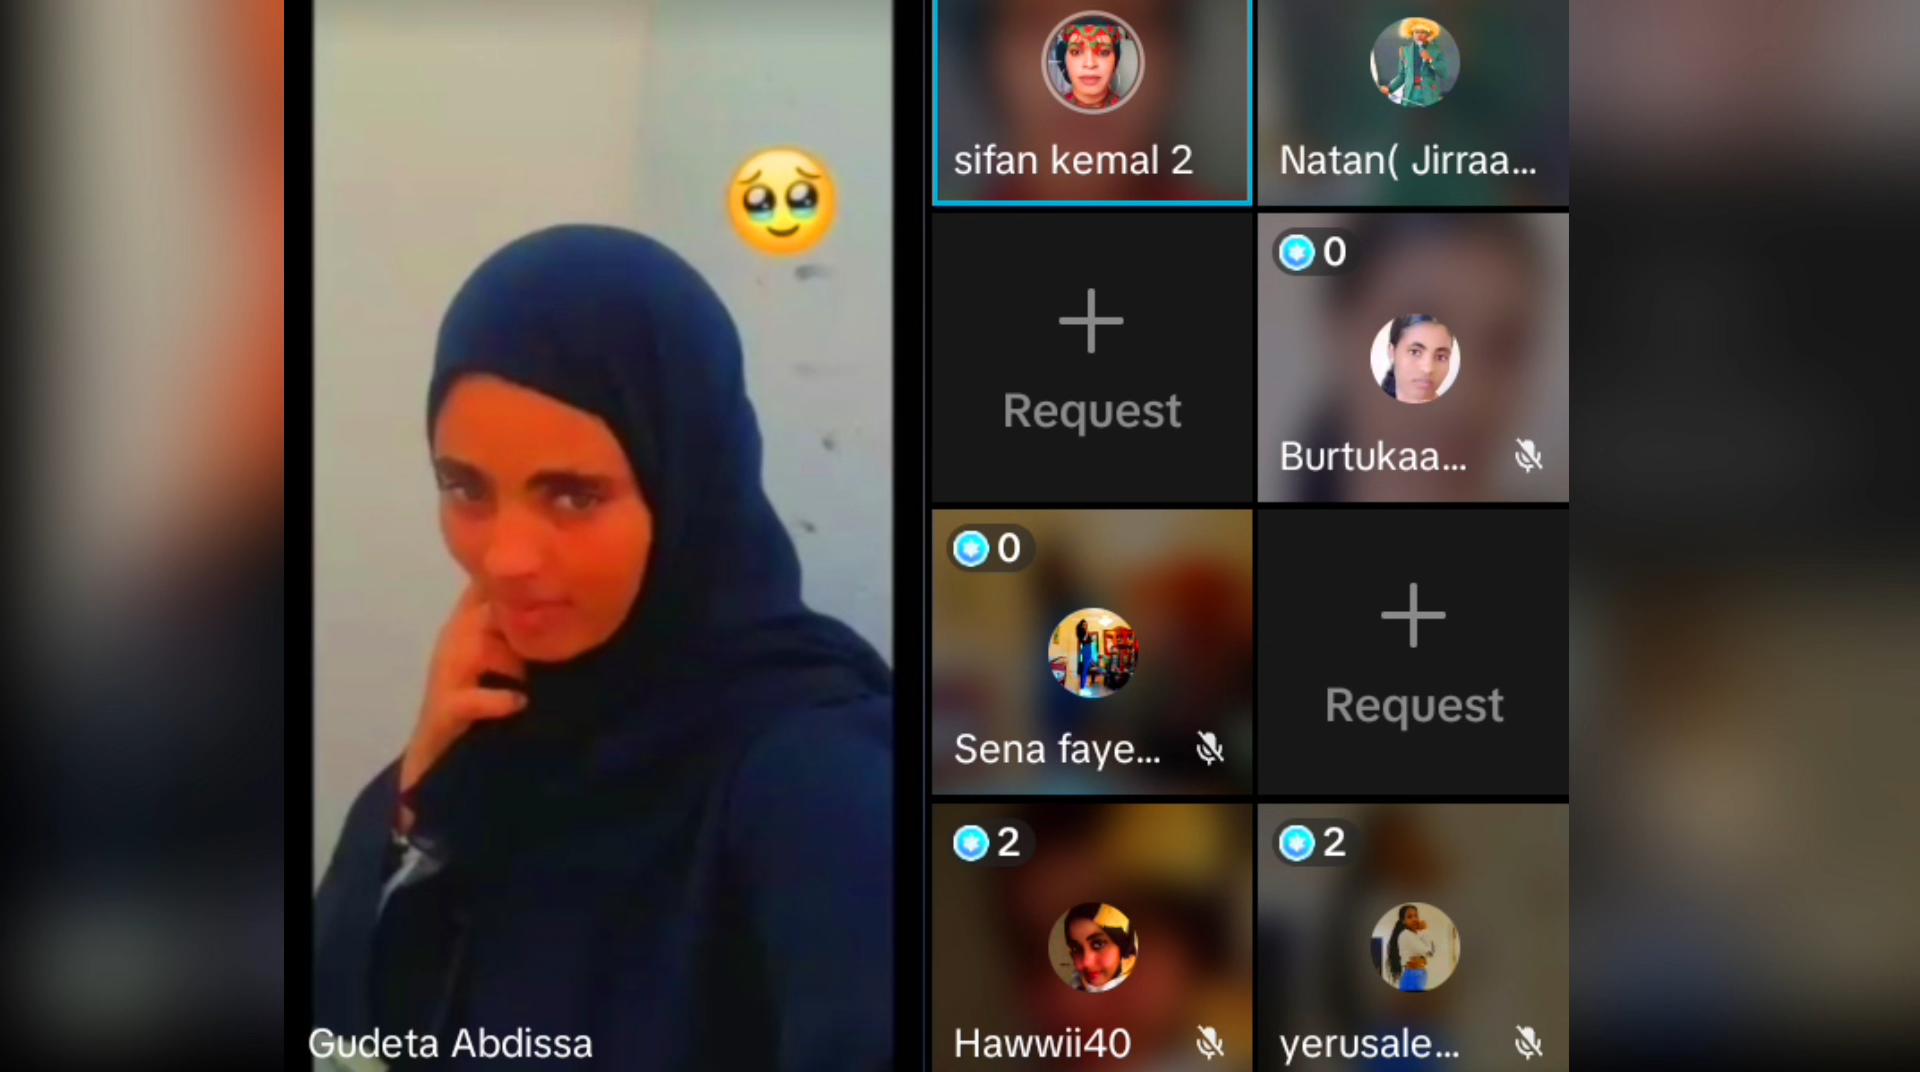 sifan kemal 2
Natan( Jirraa...
Request
0
Burtukaa...
0
Sena faye...
Request
2
Hawwii40
2
yerusale...
Gudeta Abdissa